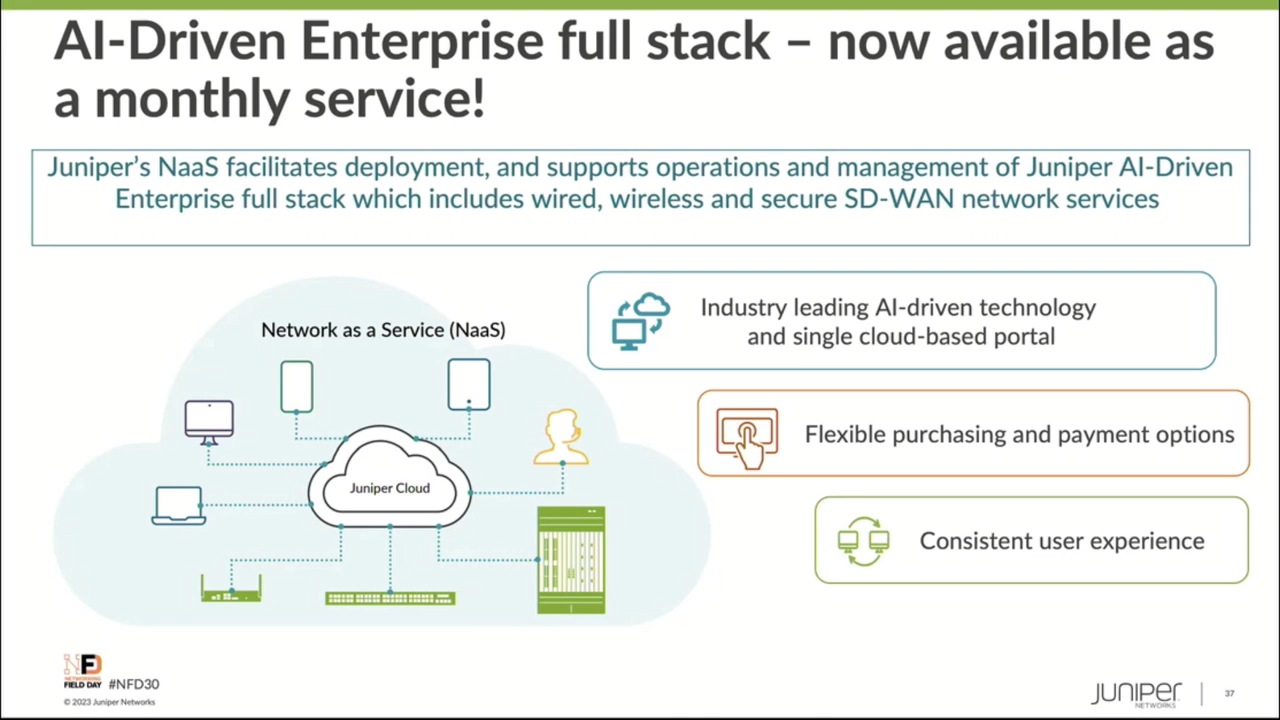 AI-Driven Enterprise full stack – now available as
a monthly service!
Juniper's NaaS facilitates deployment, and supports operations and management of Juniper AI-Driven
Enterprise full stack which includes wired, wireless and secure SD-WAN network services
Network as a Service (NaaS)
Juniper Cloud
Industry leading AI-driven technology
and single cloud-based portal
Flexible purchasing and payment options
Consistent user experience
NFD
NETWORKING
FIELD DAY
#NFD30
© 2023 Juniper Networks
JUNIPER
NETWORKS
37